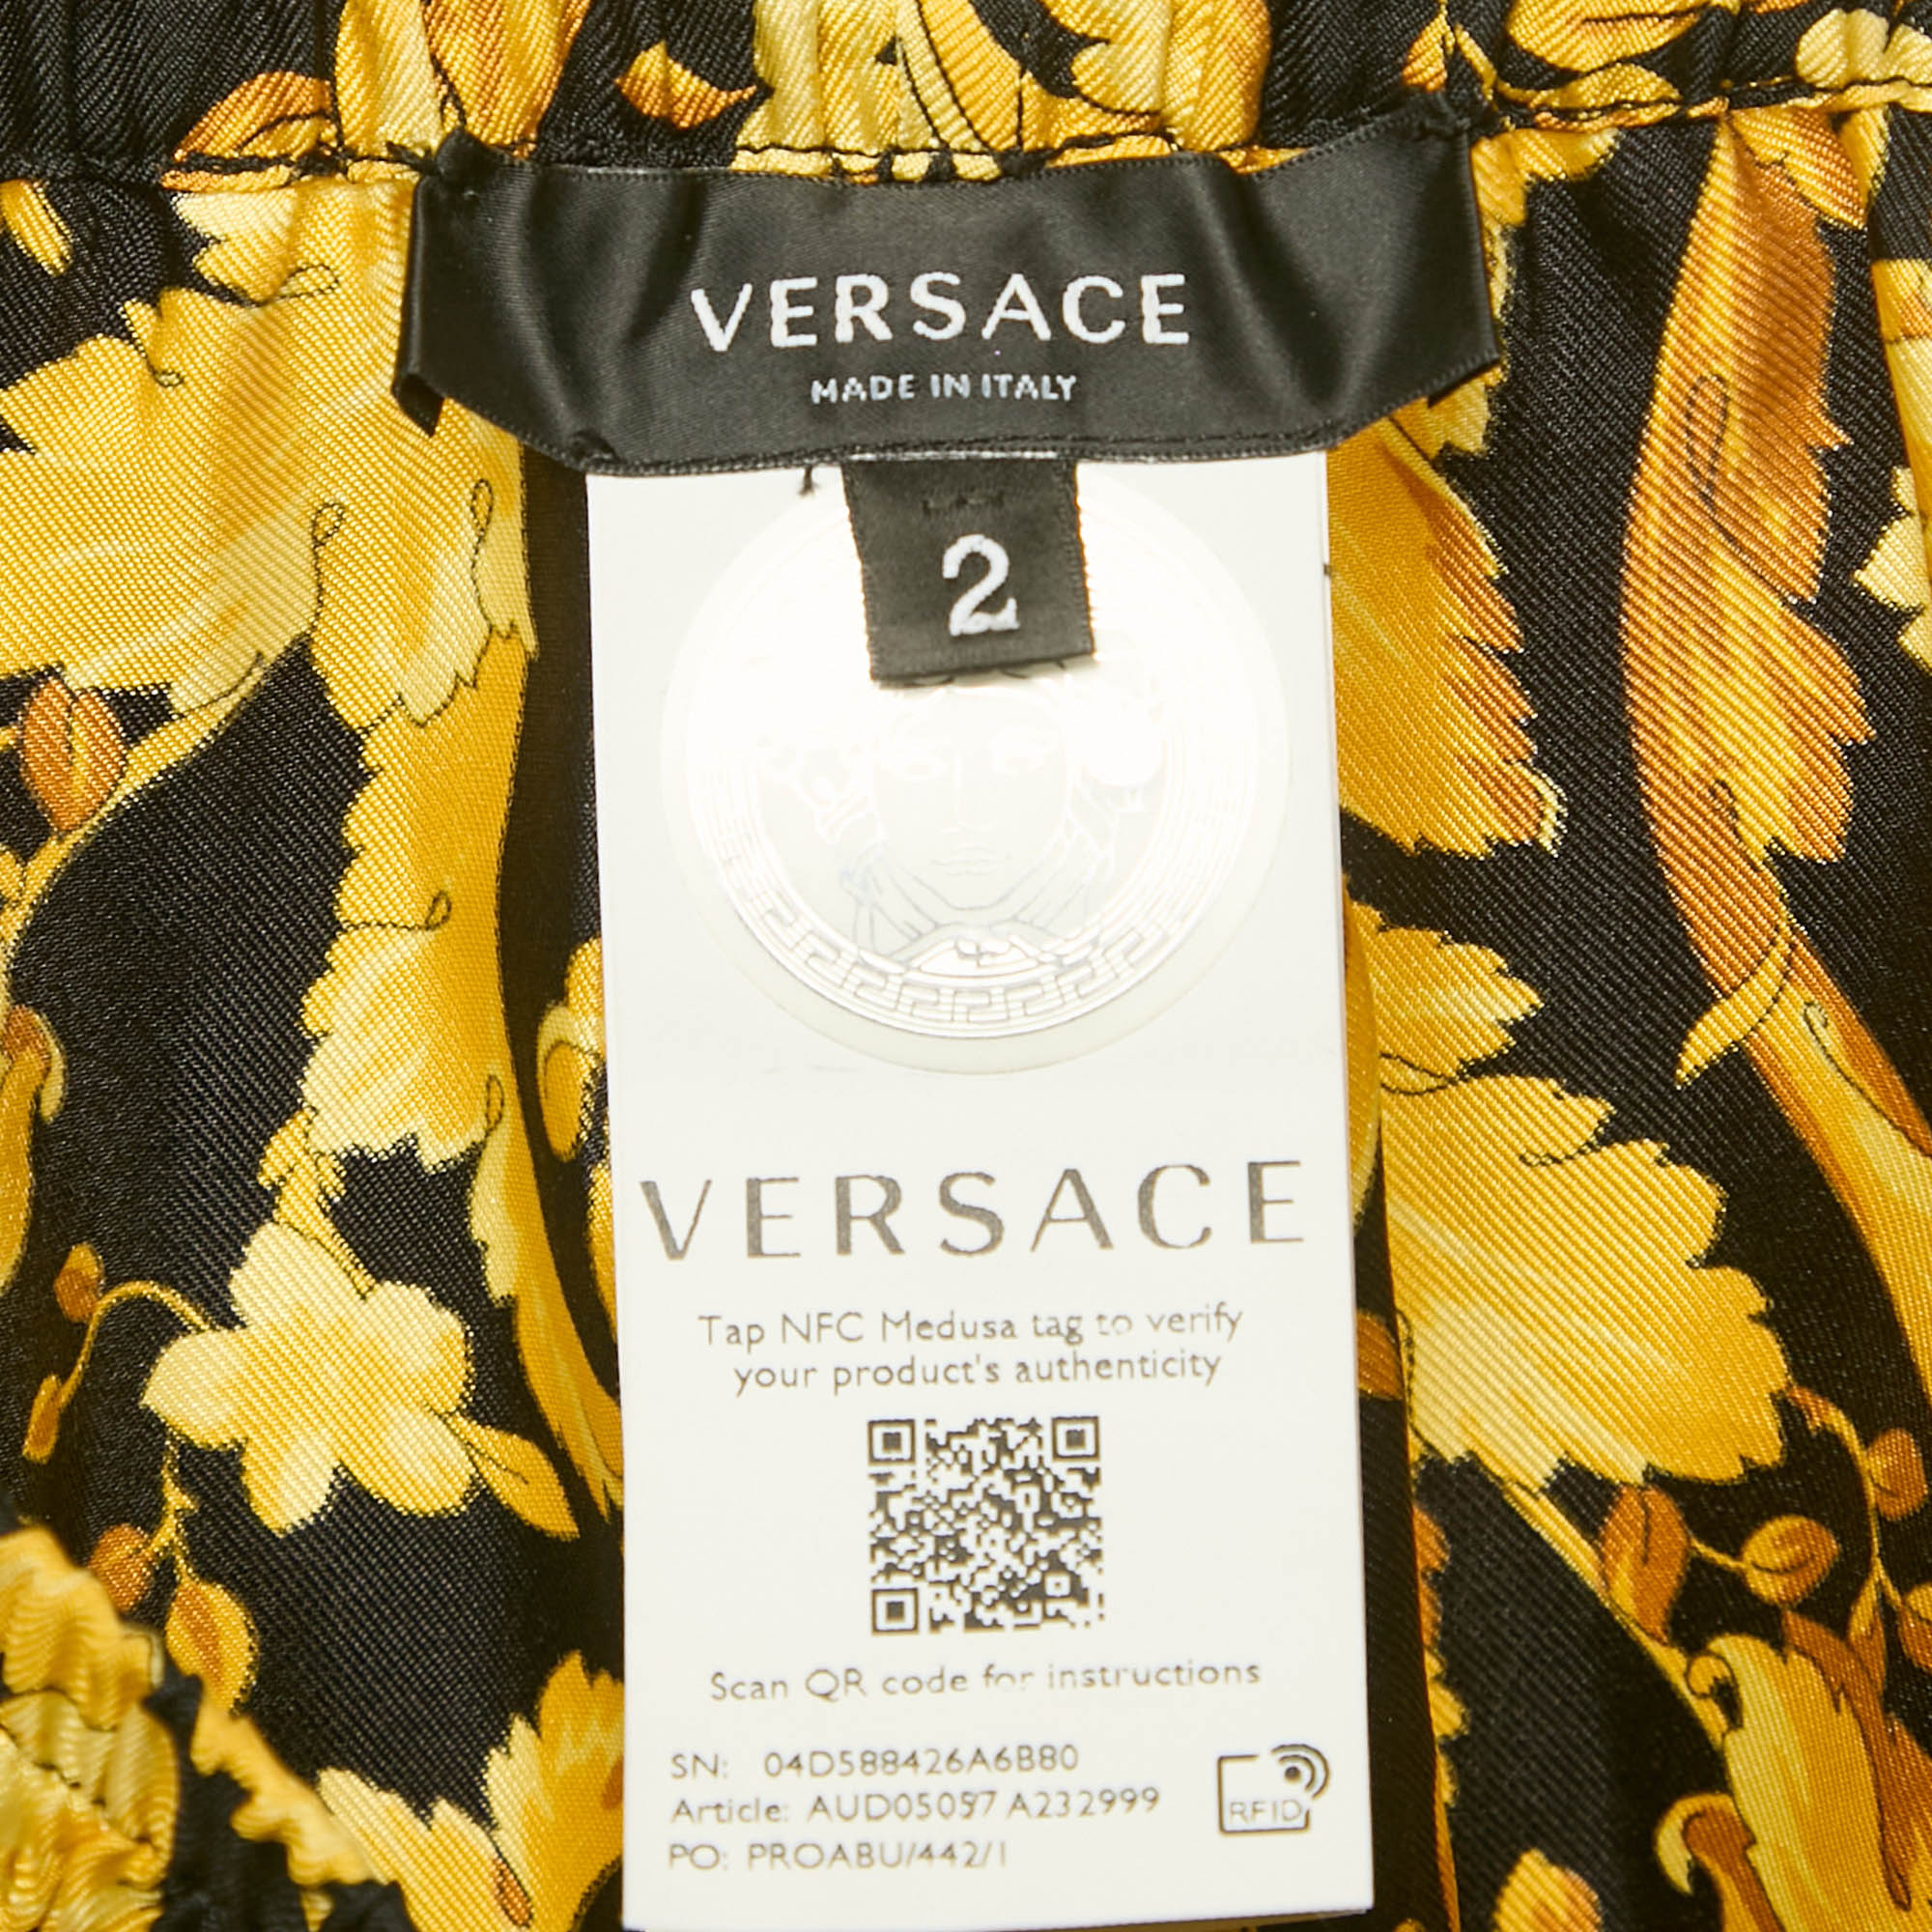 VERSACE
MADE IN ITALY
2
VERSACE
Tap NFC Medusa tag to verify
your product's authenticity
Scan QR code for instructions
SN: 04D588426A6B80
Article: AUD05057 A232999
RFID
PO: PROABU/442/1